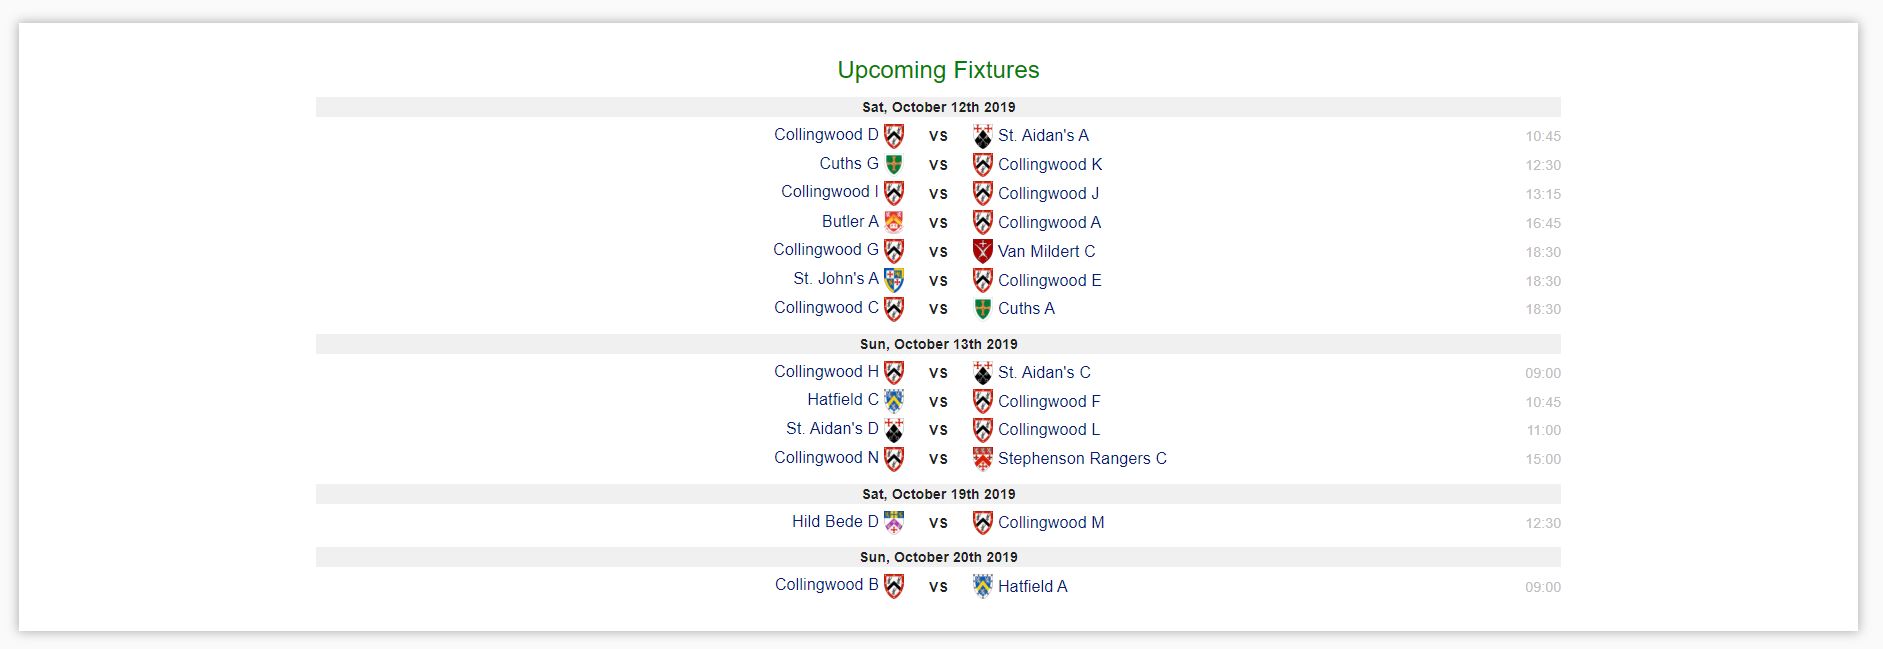 Upcoming Fixtures
Sat, October 12th 2019
Collingwood D vs St. Aidan's A 10:45
Cuths G vs Collingwood K 12:30
Collingwood I vs Collingwood J 13:15
Butler A vs Collingwood A 16:45
Collingwood G vs Van Mildert C 18:30
St. John's A vs Collingwood E 18:30
Collingwood C vs Cuths A 18:30
Sun, October 13th 2019
Collingwood H vs St. Aidan's C 09:00
Hatfield C vs Collingwood F 10:45
St. Aidan's D vs Collingwood L 11:00
Collingwood N vs Stephenson Rangers C 15:00
Sat, October 19th 2019
Hild Bede D vs Collingwood M 12:30
Sun, October 20th 2019
Collingwood B vs Hatfield A 09:00